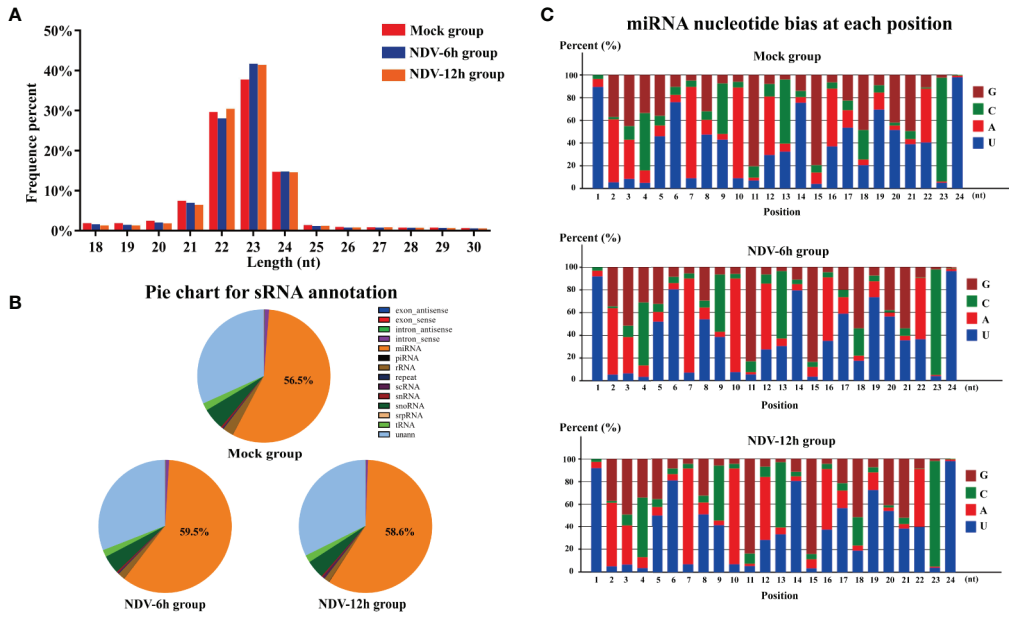 A
50%
40%
30%
20%
10%
0%
Frequence percent
Mock group
NDV-6h group
NDV-12h group
18 19 20 21 22 23 24 25 26 27 28 29 30
Length (nt)
B
Pie chart for sRNA annotation
56.5%
Mock group
exon_antisense
exon_sense
intron_antisense
intron_sense
miRNA
piRNA
rRNA
repeat
scRNA
snRNA
snoRNA
srpRNA
tRNA
unann
59.5%
NDV-6h group
58.6%
NDV-12h group
C
miRNA nucleotide bias at each position
Percent (%)
Mock group
100
80
60
40
20
0
1 2 3 4 5 6 7 8 9 10 11 12 13 14 15 16 17 18 19 20 21 22 23 24 (nt)
Position
G
C
A
U
Percent (%)
NDV-6h group
100
80
60
40
20
0
1 2 3 4 5 6 7 8 9 10 11 12 13 14 15 16 17 18 19 20 21 22 23 24 (nt)
Position
G
C
A
U
Percent (%)
NDV-12h group
100
80
60
40
20
0
1 2 3 4 5 6 7 8 9 10 11 12 13 14 15 16 17 18 19 20 21 22 23 24 (nt)
Position
G
C
A
U